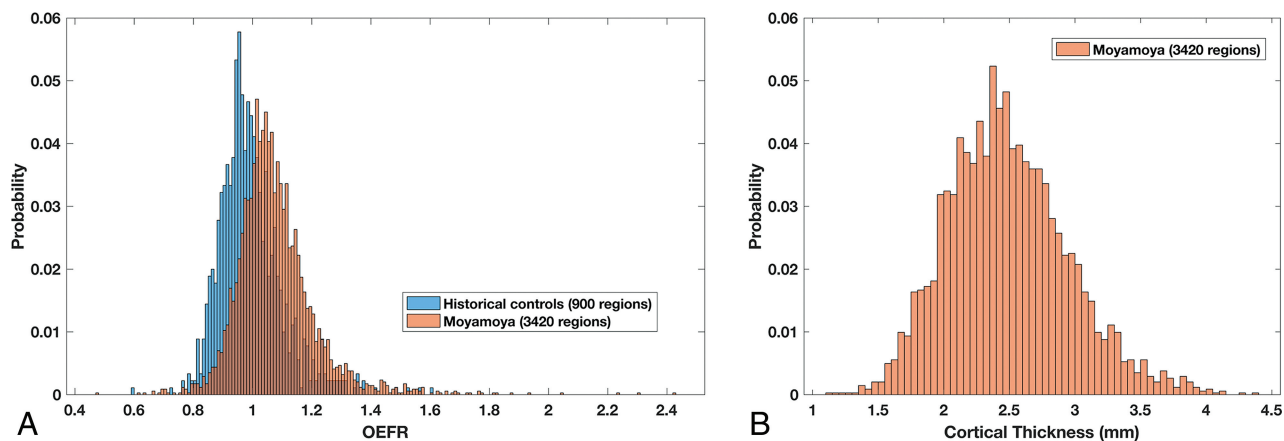 0.06
0.05
0.04
0.03
0.02
0.01
0
Probability
0.4 0.6 0.8 1 1.2 1.4 1.6 1.8 2 2.2 2.4
OEFR
Historical controls (900 regions)
Moyamoya (3420 regions)
A
0.06
0.05
0.04
0.03
0.02
0.01
0
Probability
1 1.5 2 2.5 3 3.5 4 4.5
Cortical Thickness (mm)
Moyamoya (3420 regions)
B